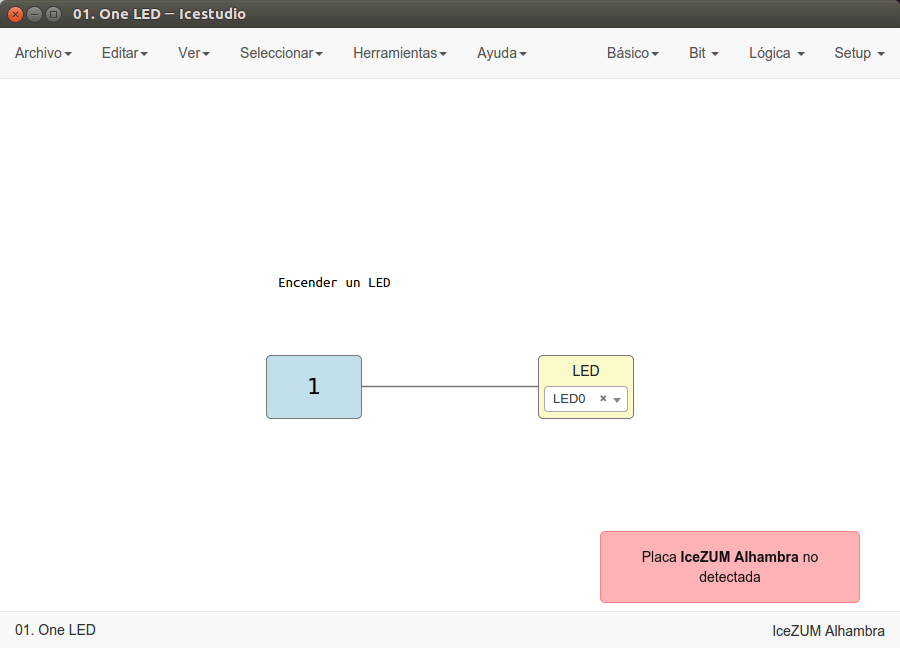 01. One LED – Icestudio
Archivo Editar Ver Seleccionar Herramientas Ayuda Básico Bit Lógica Setup
Encender un LED
1
LED
LED0 ×
Placa IceZUM Alhambra no
detectada
01. One LED IceZUM Alhambra